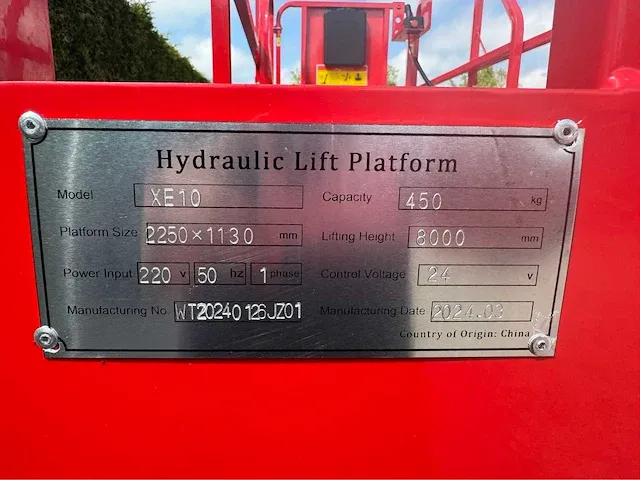 Hydraulic Lift Platform
Model XE10 Capacity 450 kg
Platform Size 2250×1130 mm Lifting Height 8000 mm
Power Input 220 v 50 hz 1 phase Control Voltage 24 v
Manufacturing No WT20240126JZ01 Manufacturing Date 2024.03
Country of Origin: China